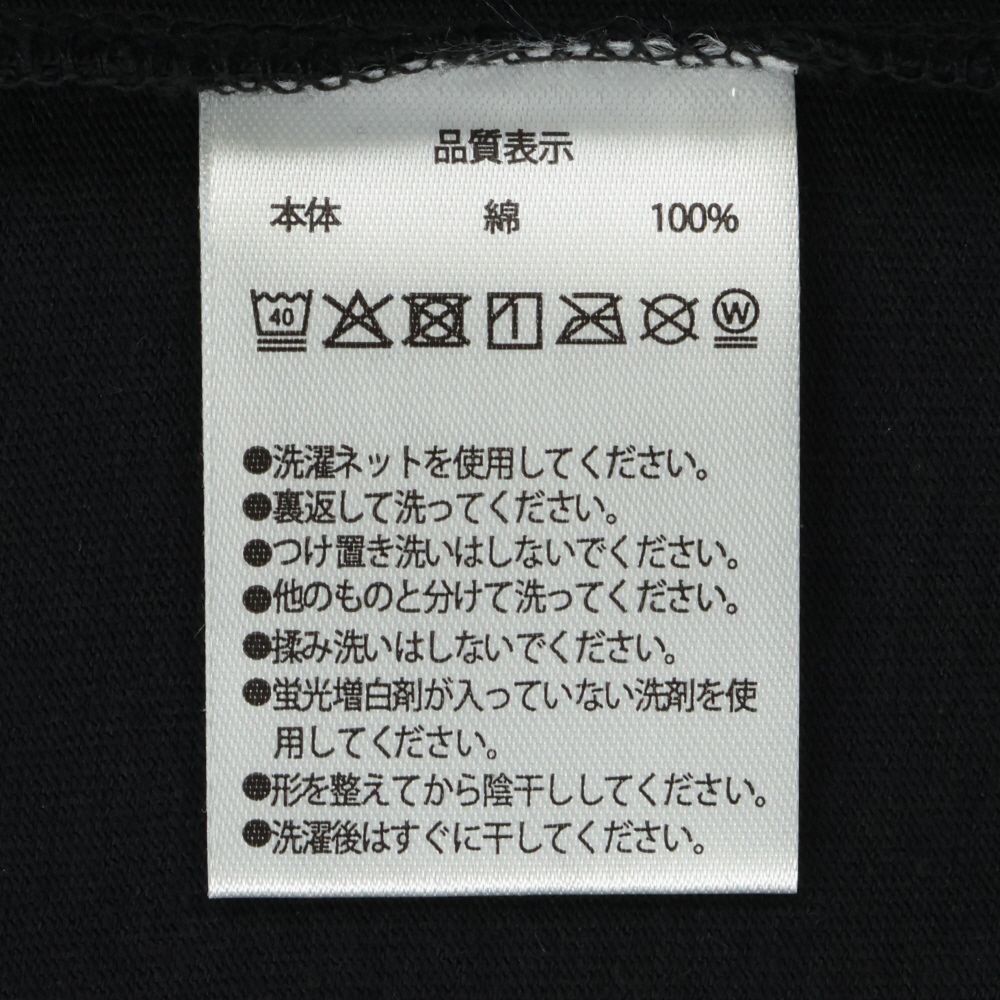 品質表示
本体 綿 100%
40 W
●洗濯ネットを使用してください。
●裏返して洗ってください。
●つけ置き洗いはしないでください。
●他のものと分けて洗ってください。
●揉み洗いはしないでください。
●蛍光増白剤が入っていない洗剤を使
用してください。
●形を整えてから陰干ししてください。
●洗濯後はすぐに干してください。